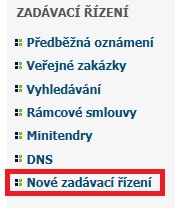 ZADÁVACÍ ŘÍZENÍ
Předběžná oznámení
Veřejné zakázky
Vyhledávání
Rámcové smlouvy
Minitendry
DNS
Nové zadávací řízení